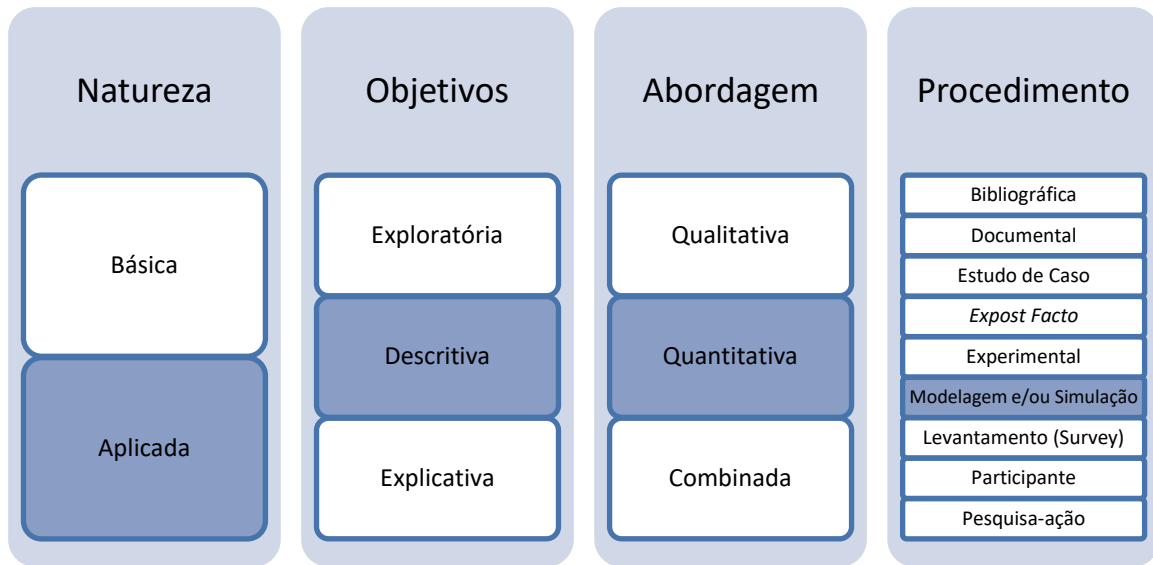 Natureza
Básica
Aplicada
Objetivos
Exploratória
Descritiva
Explicativa
Abordagem
Qualitativa
Quantitativa
Combinada
Procedimento
Bibliográfica
Documental
Estudo de Caso
Expost Facto
Experimental
Modelagem e/ou Simulação
Levantamento (Survey)
Participante
Pesquisa-ação